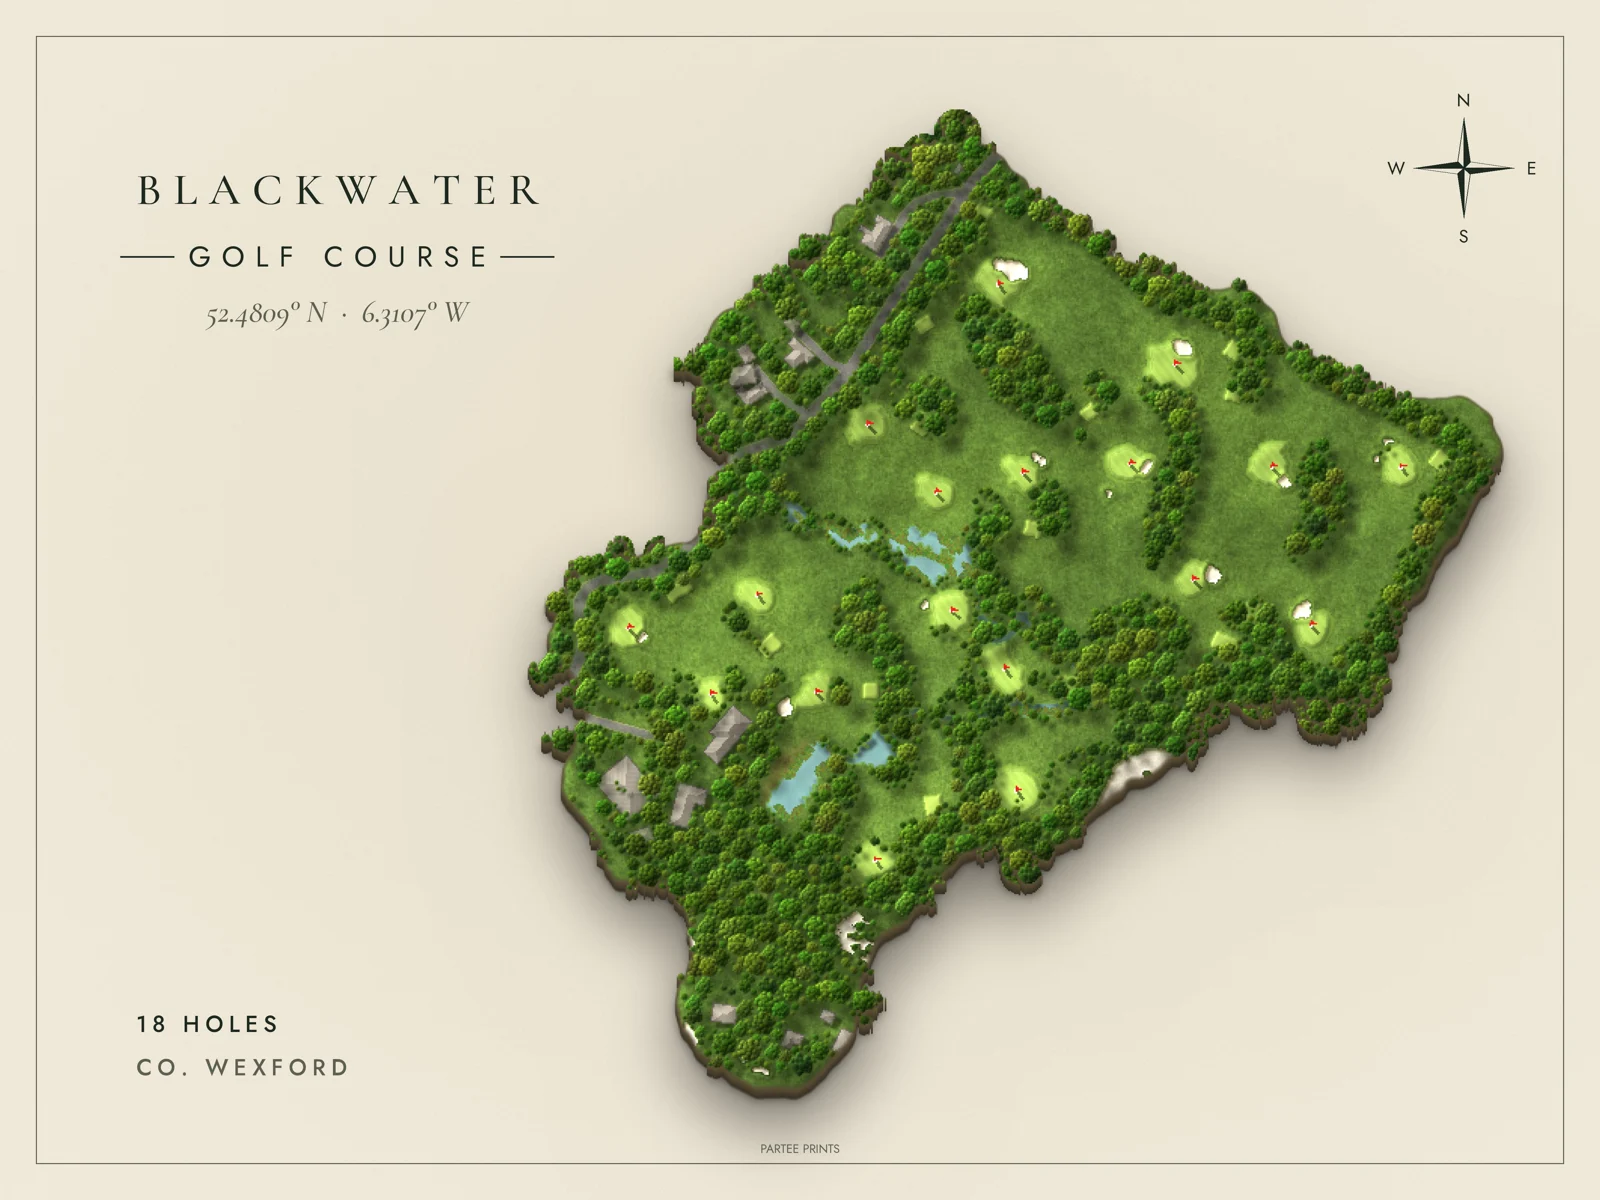 BLACKWATER
GOLF COURSE
52.4809° N · 6.3107° W
N
W E
S
18 HOLES
CO. WEXFORD
PARTEE PRINTS